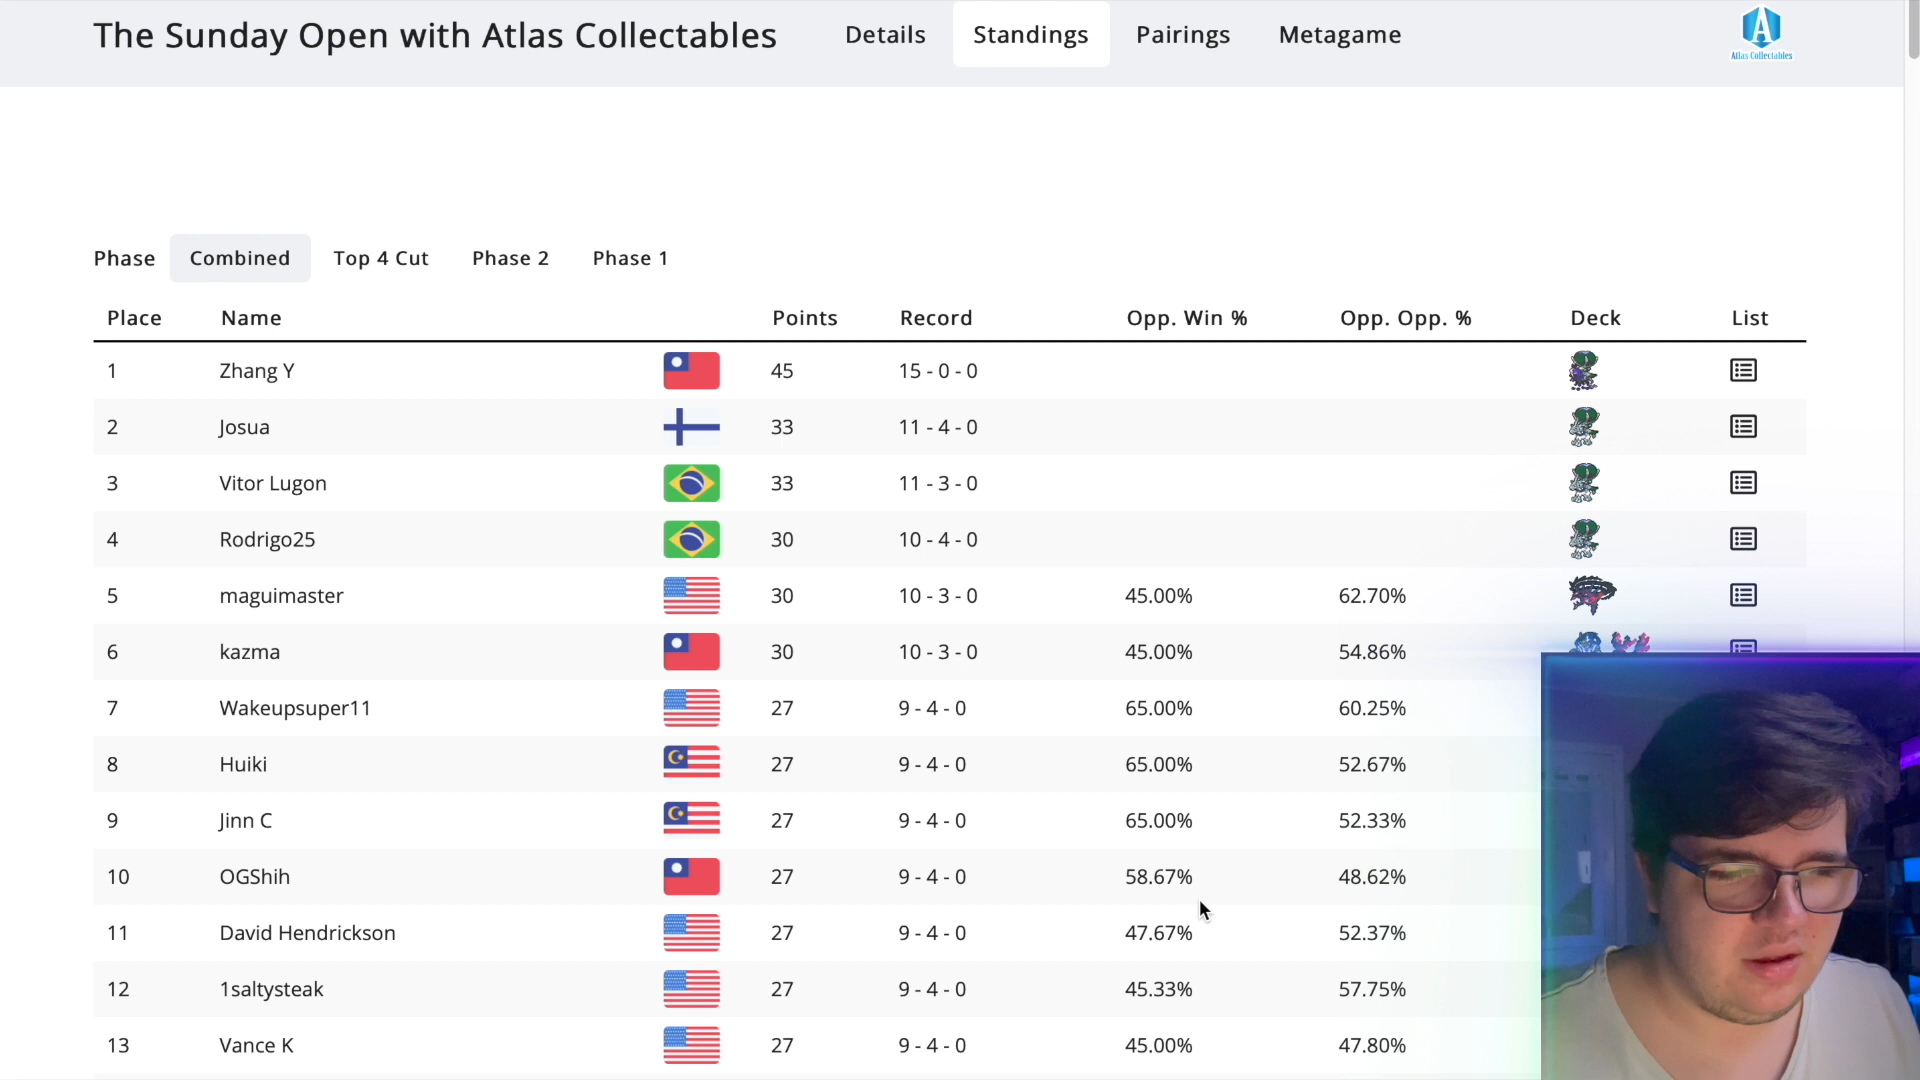 The Sunday Open with Atlas Collectables Details Standings Pairings Metagame
A
Atlas Collectables
Phase Combined Top 4 Cut Phase 2 Phase 1
Place Name Points Record Opp. Win % Opp. Opp. % Deck List
1 Zhang Y 45 15 - 0 - 0
2 Josua 33 11 - 4 - 0
3 Vitor Lugon 33 11 - 3 - 0
4 Rodrigo25 30 10 - 4 - 0
5 maguimaster 30 10 - 3 - 0 45.00% 62.70%
6 kazma 30 10 - 3 - 0 45.00% 54.86%
7 Wakeupsuper11 27 9 - 4 - 0 65.00% 60.25%
8 Huiki 27 9 - 4 - 0 65.00% 52.67%
9 Jinn C 27 9 - 4 - 0 65.00% 52.33%
10 OGShih 27 9 - 4 - 0 58.67% 48.62%
11 David Hendrickson 27 9 - 4 - 0 47.67% 52.37%
12 1saltysteak 27 9 - 4 - 0 45.33% 57.75%
13 Vance K 27 9 - 4 - 0 45.00% 47.80%